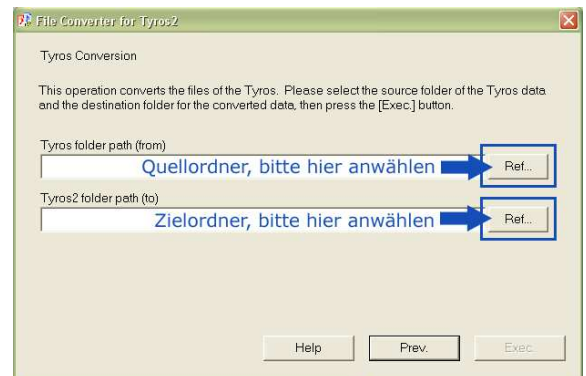 File Converter for Tyros2
Tyros Conversion
This operation converts the files of the Tyros. Please select the source folder of the Tyros data
and the destination folder for the converted data, then press the [Exec.] button.
Tyros folder path (from)
Quellordner, bitte hier anwählen Ref...
Tyros2 folder path (to)
Zielordner, bitte hier anwählen Ref...
Help Prev. Exec.